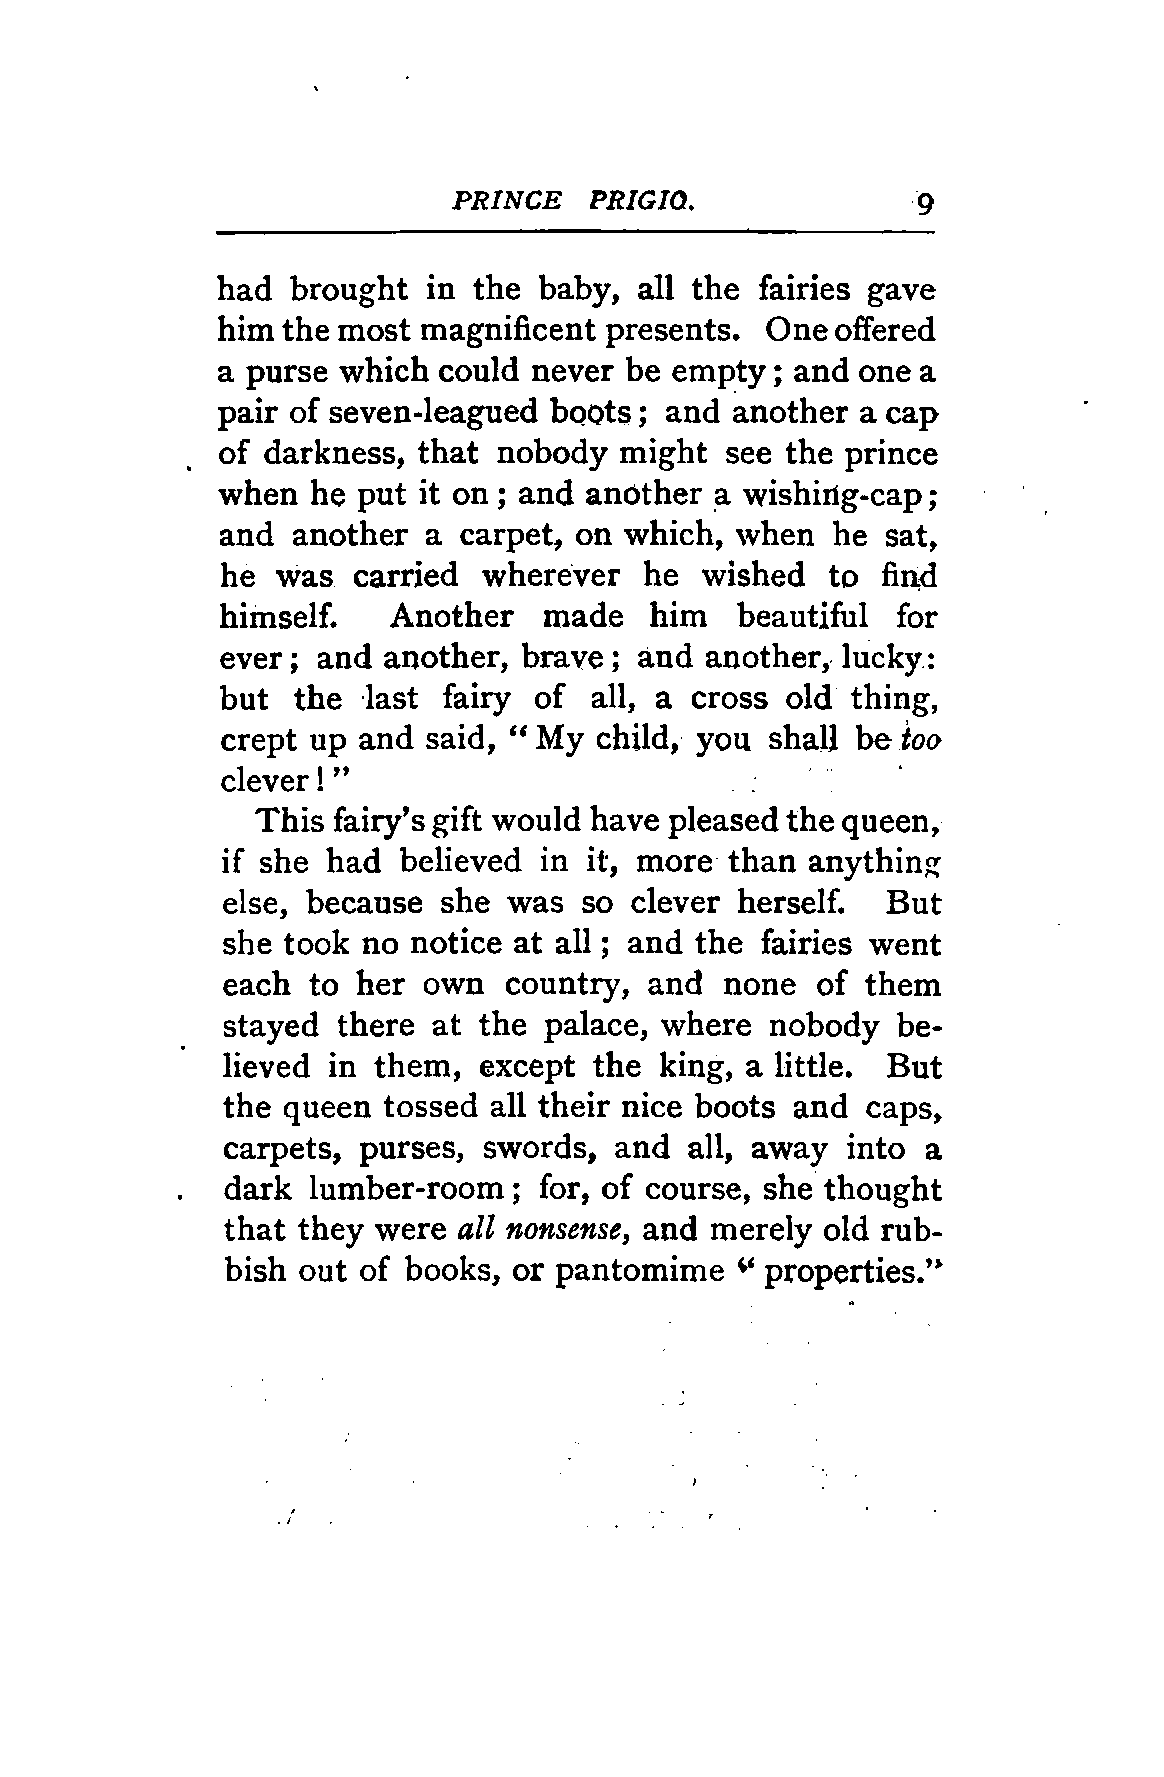 PRINCE PRIGIO. 9
had brought in the baby, all the fairies gave
him the most magnificent presents. One offered
a purse which could never be empty; and one a
pair of seven-leagued boots; and another a cap
of darkness, that nobody might see the prince
when he put it on; and another a wishing-cap;
and another a carpet, on which, when he sat,
he was carried wherever he wished to find
himself. Another made him beautiful for
ever; and another, brave; and another, lucky:
but the last fairy of all, a cross old thing,
crept up and said, "My child, you shall be too
clever!"
This fairy's gift would have pleased the queen,
if she had believed in it, more than anything
else, because she was so clever herself. But
she took no notice at all; and the fairies went
each to her own country, and none of them
stayed there at the palace, where nobody be-
lieved in them, except the king, a little. But
the queen tossed all their nice boots and caps,
carpets, purses, swords, and all, away into a
dark lumber-room; for, of course, she thought
that they were all nonsense, and merely old rub-
bish out of books, or pantomime "properties."